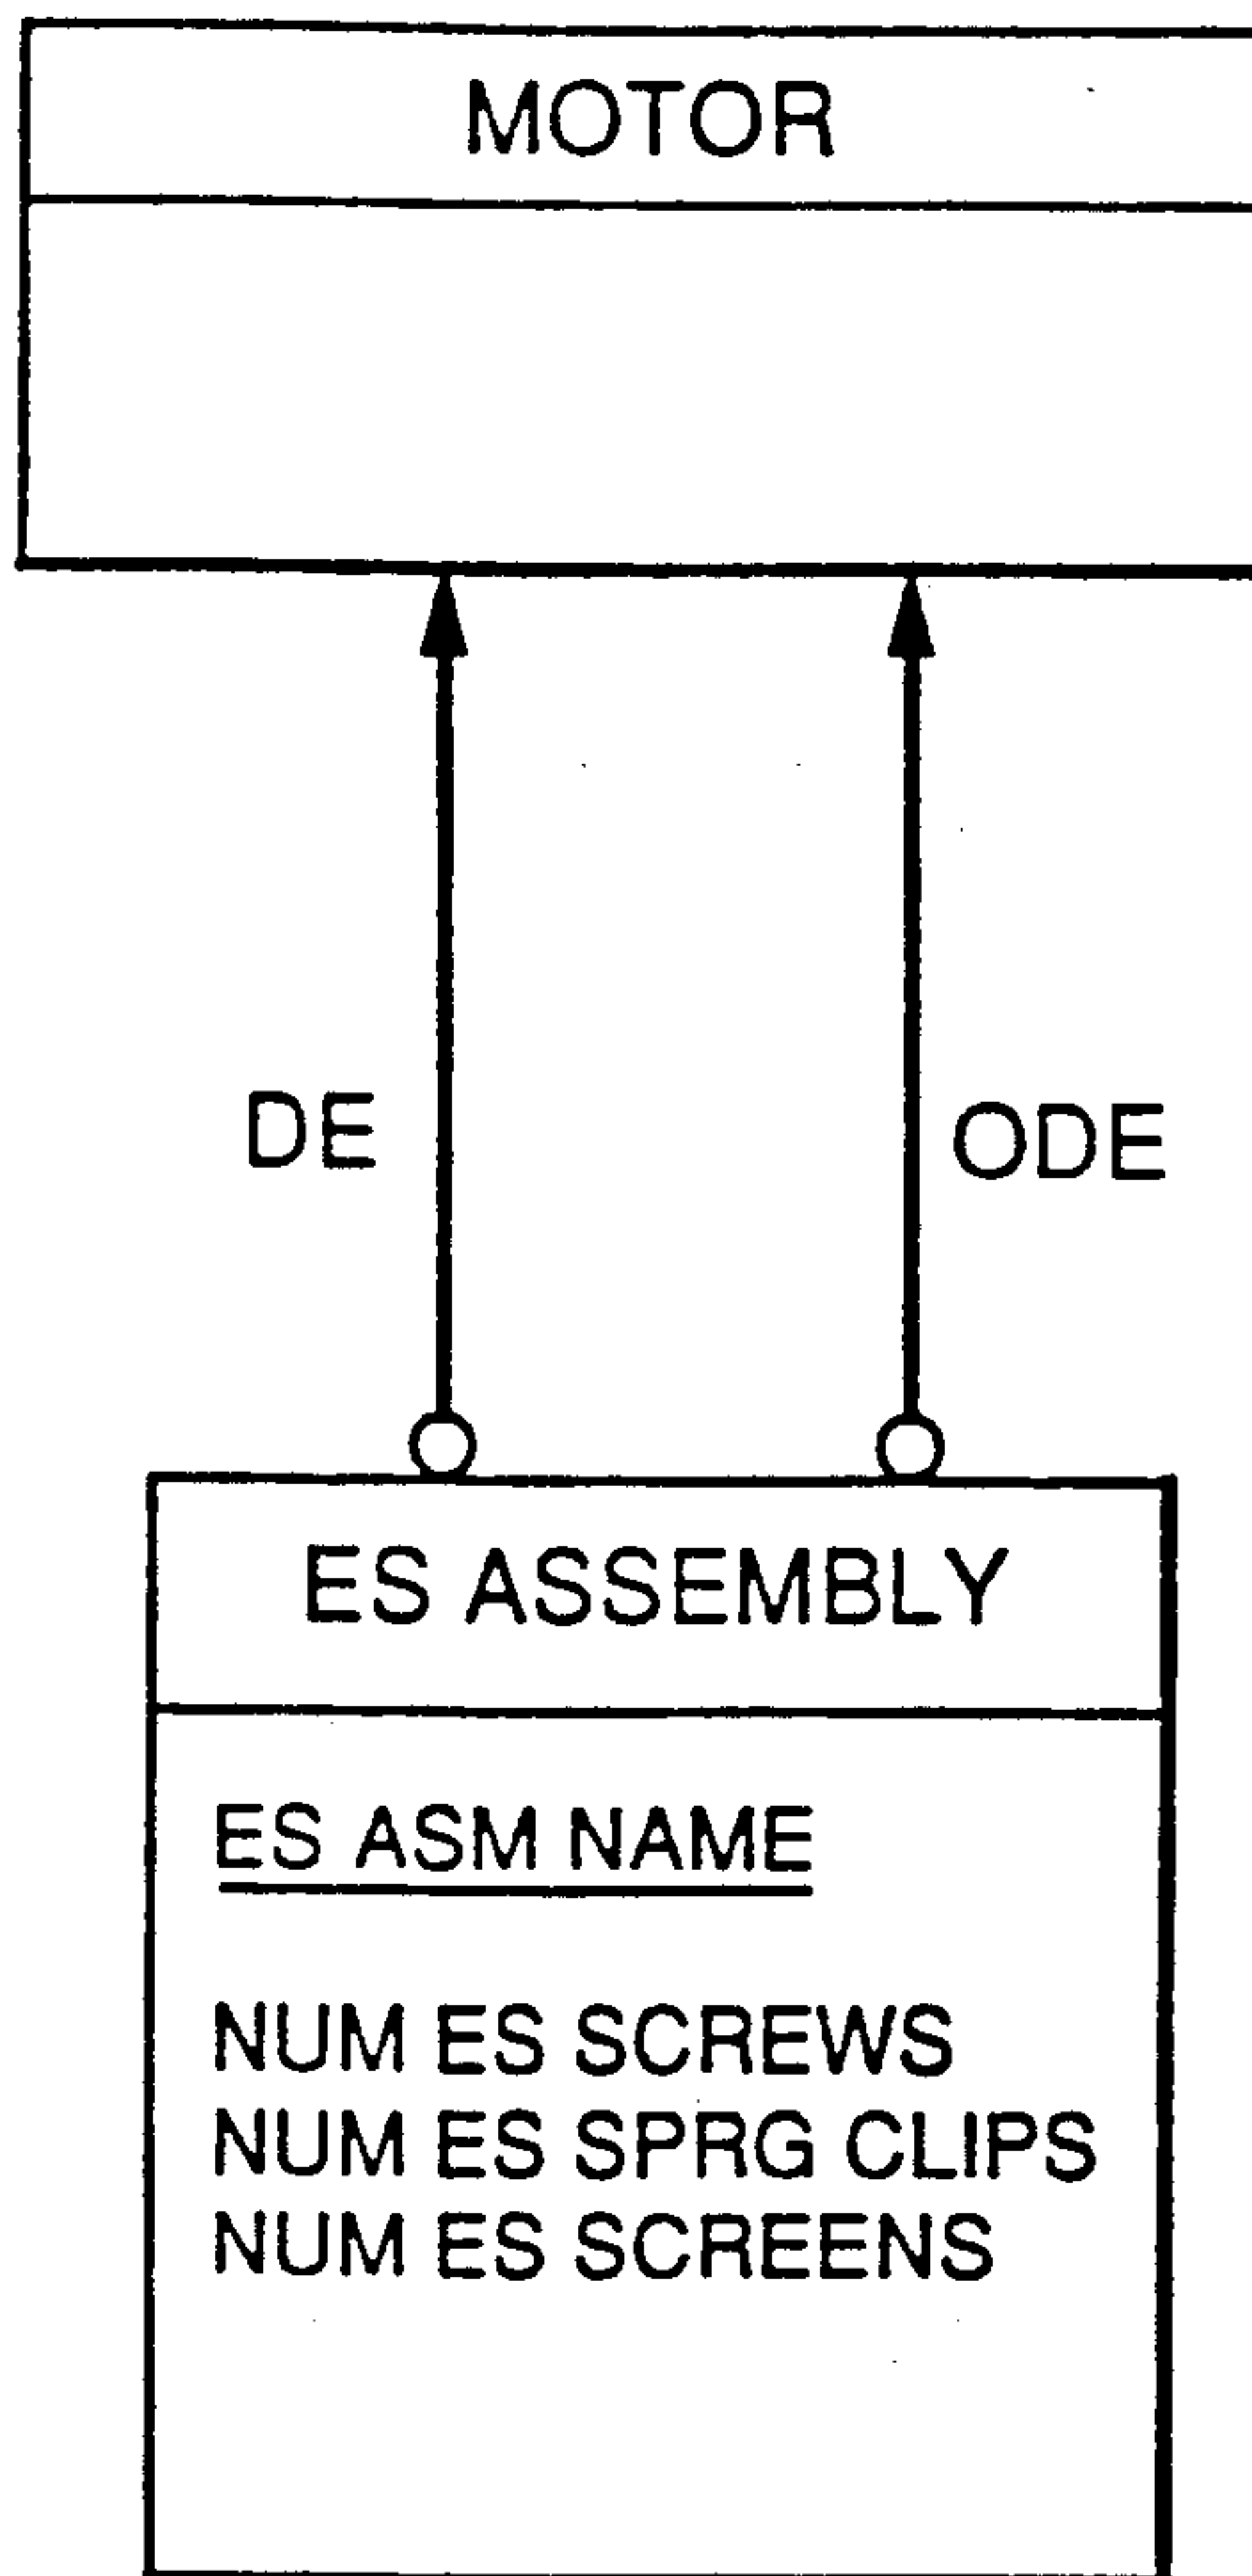 MOTOR
DE
ODE
ES ASSEMBLY
ES ASM NAME
NUM ES SCREWS
NUM ES SPRG CLIPS
NUM ES SCREENS